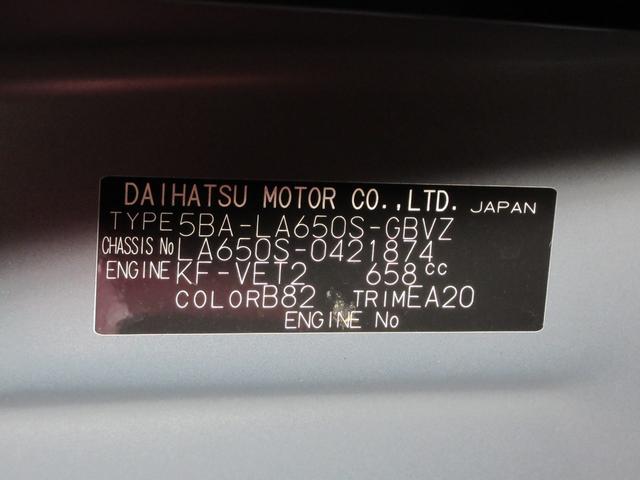 DAIHATSU MOTOR CO.,LTD. JAPAN
TYPE 5BA-LA650S-GBVZ
CHASSIS No LA650S-0421874
ENGINE KF-VET2 658cc
COLOR B82 TRIM EA20
ENGINE No